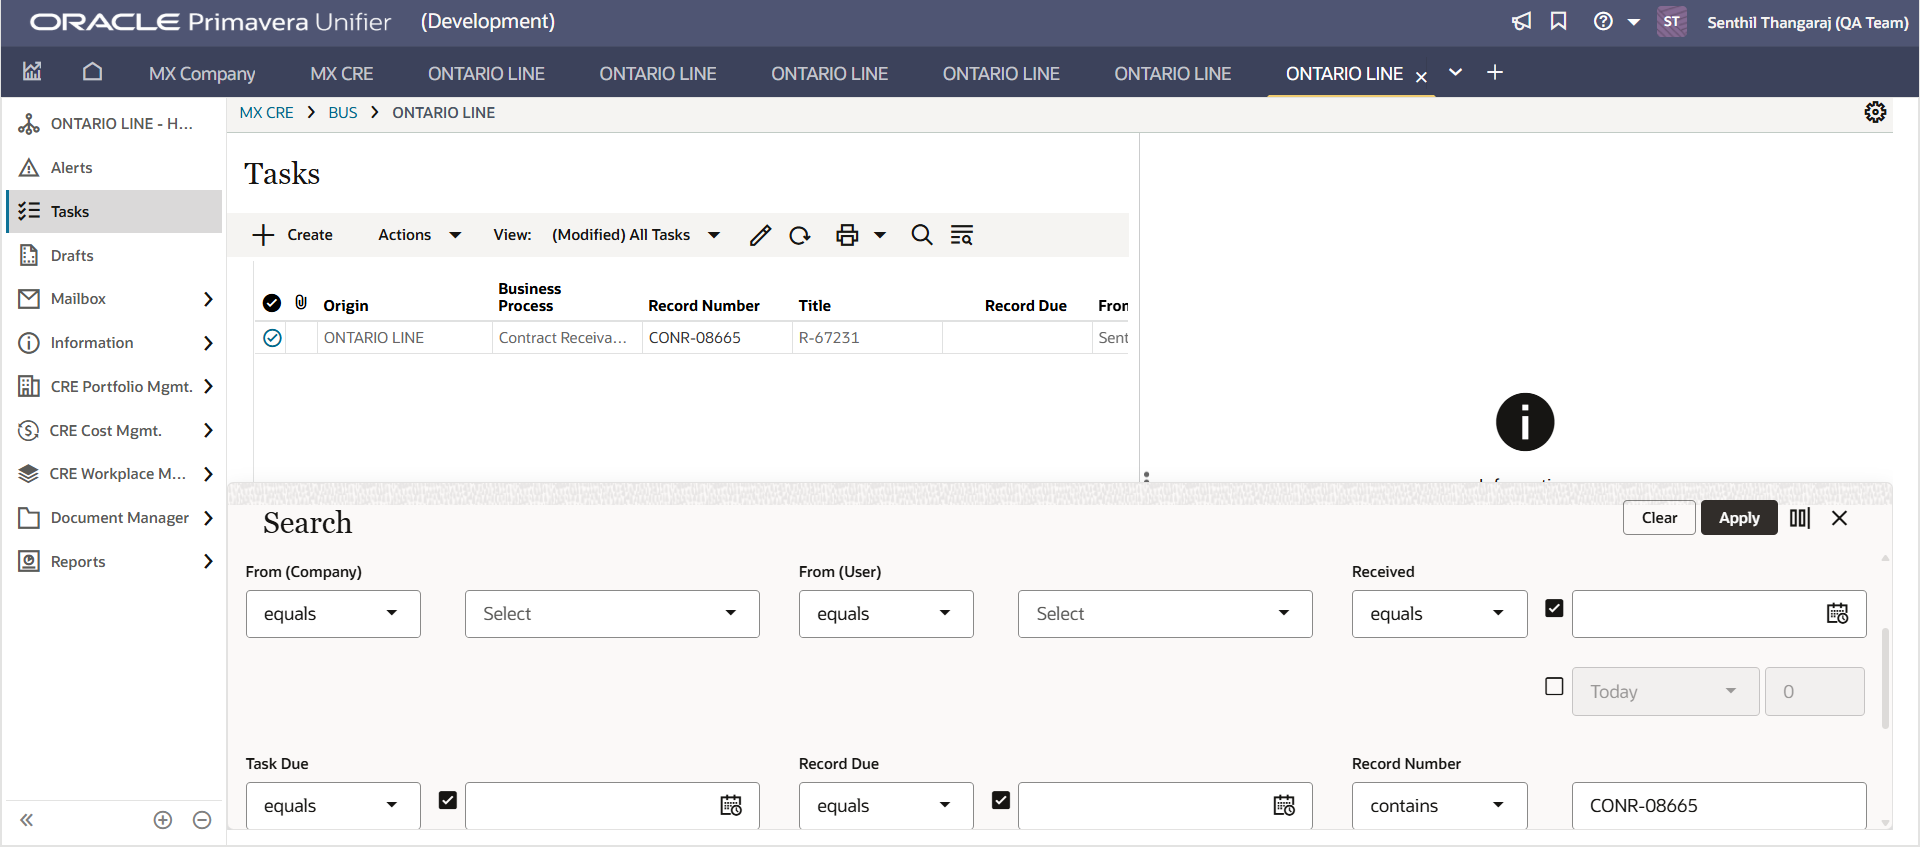 ORACLE Primavera Unifier (Development)
ST Senthil Thangaraj (QA Team)
MX Company MX CRE ONTARIO LINE ONTARIO LINE ONTARIO LINE ONTARIO LINE ONTARIO LINE ONTARIO LINE
ONTARIO LINE - H...
Alerts
Tasks
Drafts
Mailbox
Information
CRE Portfolio Mgmt.
CRE Cost Mgmt.
CRE Workplace M...
Document Manager
Reports
MX CRE BUS ONTARIO LINE
Tasks
Create Actions View: (Modified) All Tasks
Origin Business Process Record Number Title Record Due From
ONTARIO LINE Contract Receiva... CONR-08665 R-67231 Sent
Search
Clear Apply
From (Company) From (User) Received
equals Select equals Select equals
Today 0
Task Due Record Due Record Number
equals equals contains CONR-08665